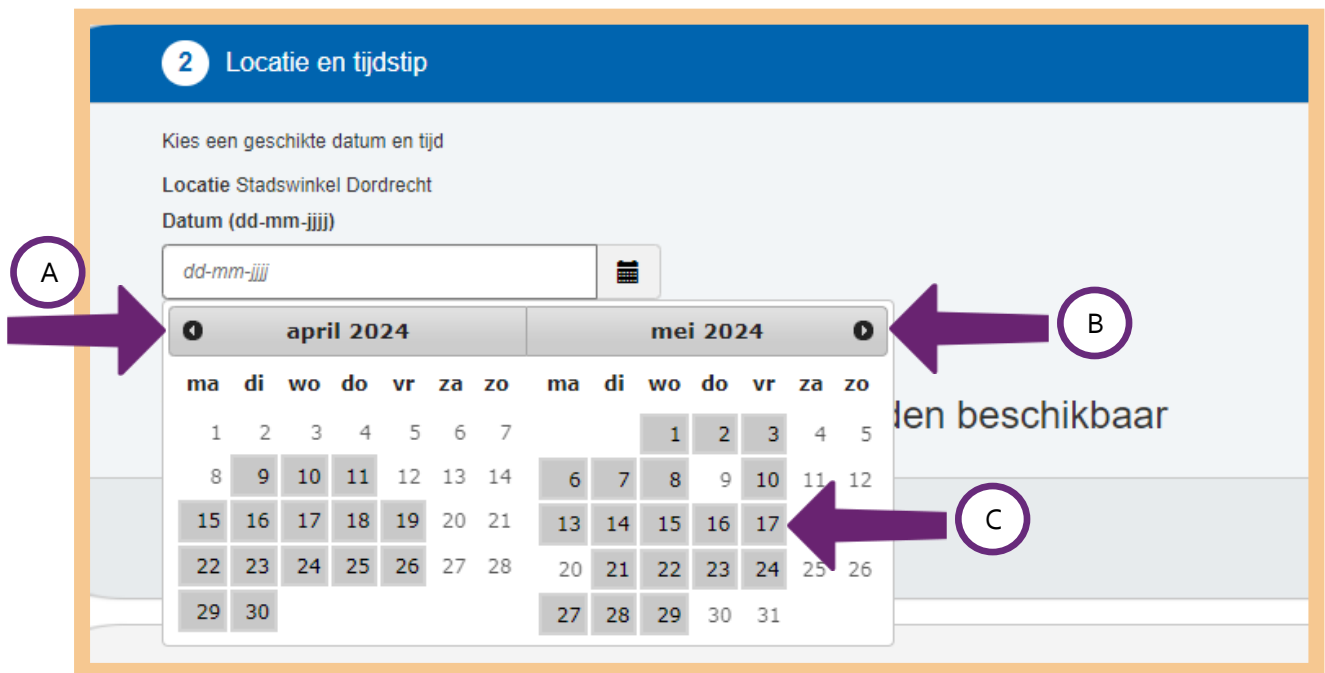 2 Locatie en tijdstip
Kies een geschikte datum en tijd
Locatie Stadswinkel Dordrecht
Datum (dd-mm-jjjj)
A
dd-mm-jjjj
april 2024 mei 2024
B
ma di wo do vr za zo ma di wo do vr za zo
beschikbaar
1 2 3 4 5 6 7 1 2 3 4 5
8 9 10 11 12 13 14 6 7 8 9 10 11 12
15 16 17 18 19 20 21 13 14 15 16 17
C
22 23 24 25 26 27 28 20 21 22 23 24 25 26
29 30 27 28 29 30 31